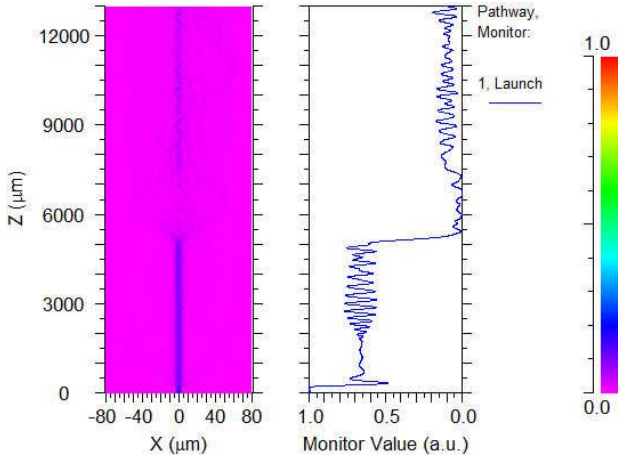 12000
9000
6000
3000
0
Z (µm)
-80 -40 0 40 80
X (µm)
1.0 0.5 0.0
Monitor Value (a.u.)
Pathway,
Monitor:
1, Launch
1.0
0.0